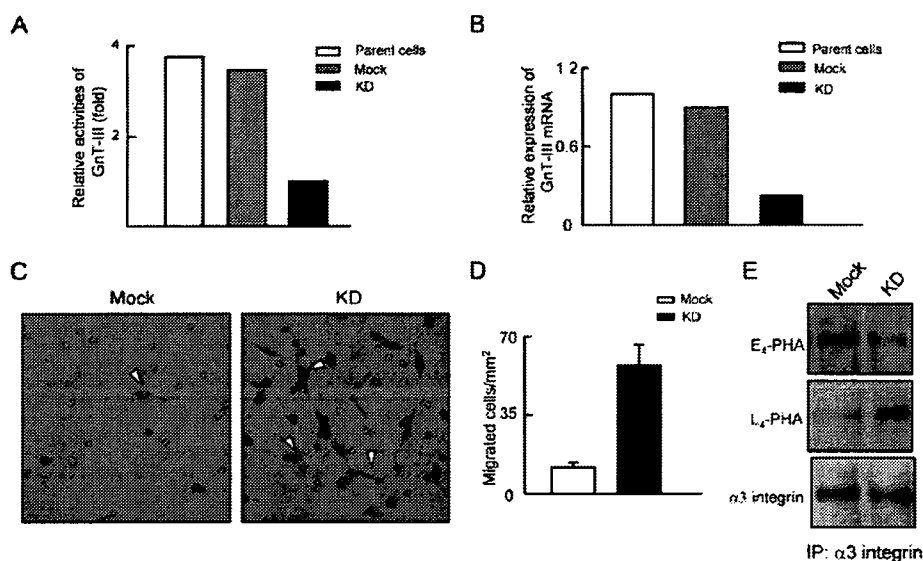 A
Relative activities of
GnT-III (fold)
4
2
Parent cells
Mock
KD
B
Relative expression of
GnT-III mRNA
1 2
0.6
0
Parent cells
Mock
KD
C
Mock
KD
D
Migrated cells/mm²
70
35
0
Mock
KD
E
Mock
KD
E₄-PHA
L₄-PHA
α3 integrin
IP: α3 integrin